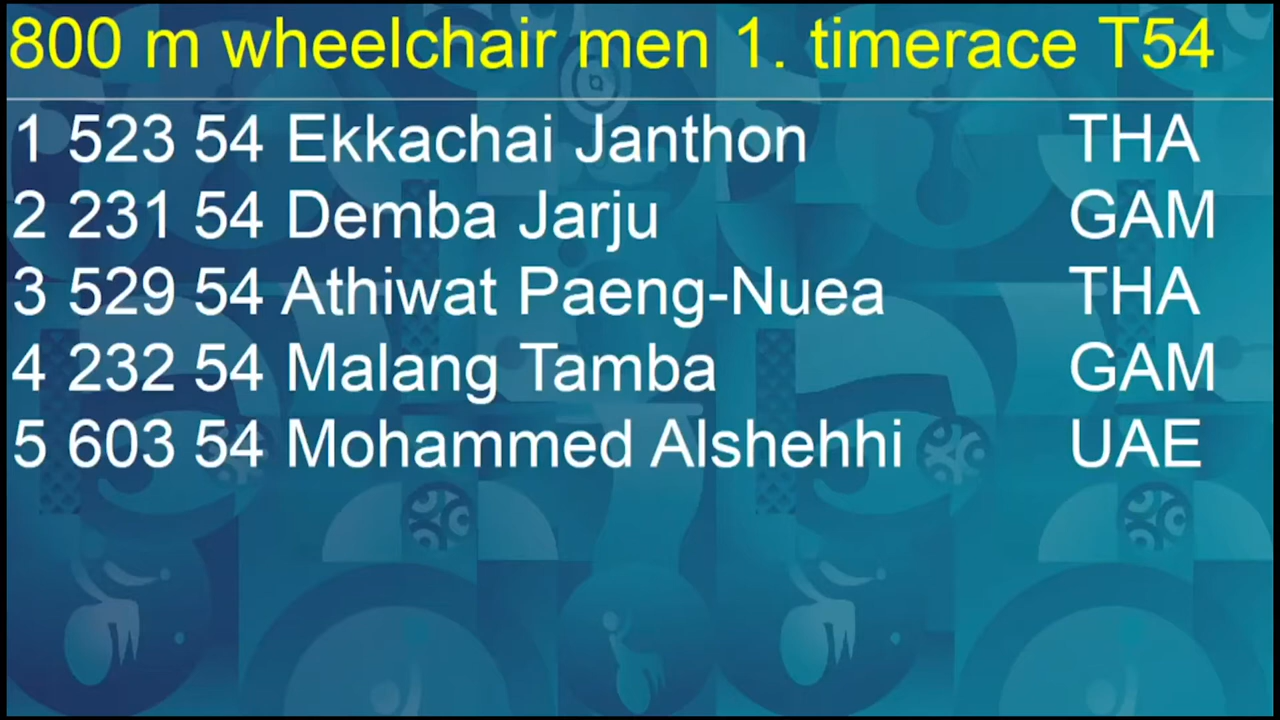 800 m wheelchair men 1. timerace T54
1 523 54 Ekkachai Janthon THA
2 231 54 Demba Jarju GAM
3 529 54 Athiwat Paeng-Nuea THA
4 232 54 Malang Tamba GAM
5 603 54 Mohammed Alshehhi UAE